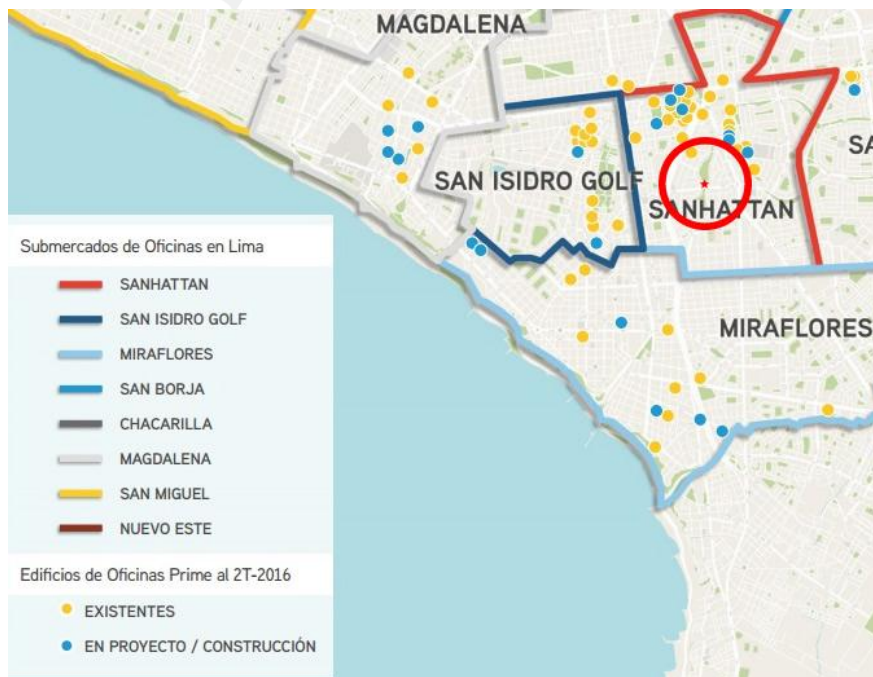 MAGDALENA
SA
SAN ISIDRO GOLF
SANHATTAN
MIRAFLORES
Submercados de Oficinas en Lima
SANHATTAN
SAN ISIDRO GOLF
MIRAFLORES
SAN BORJA
CHACARILLA
MAGDALENA
SAN MIGUEL
NUEVO ESTE
Edificios de Oficinas Prime al 2T-2016
EXISTENTES
EN PROYECTO / CONSTRUCCIÓN